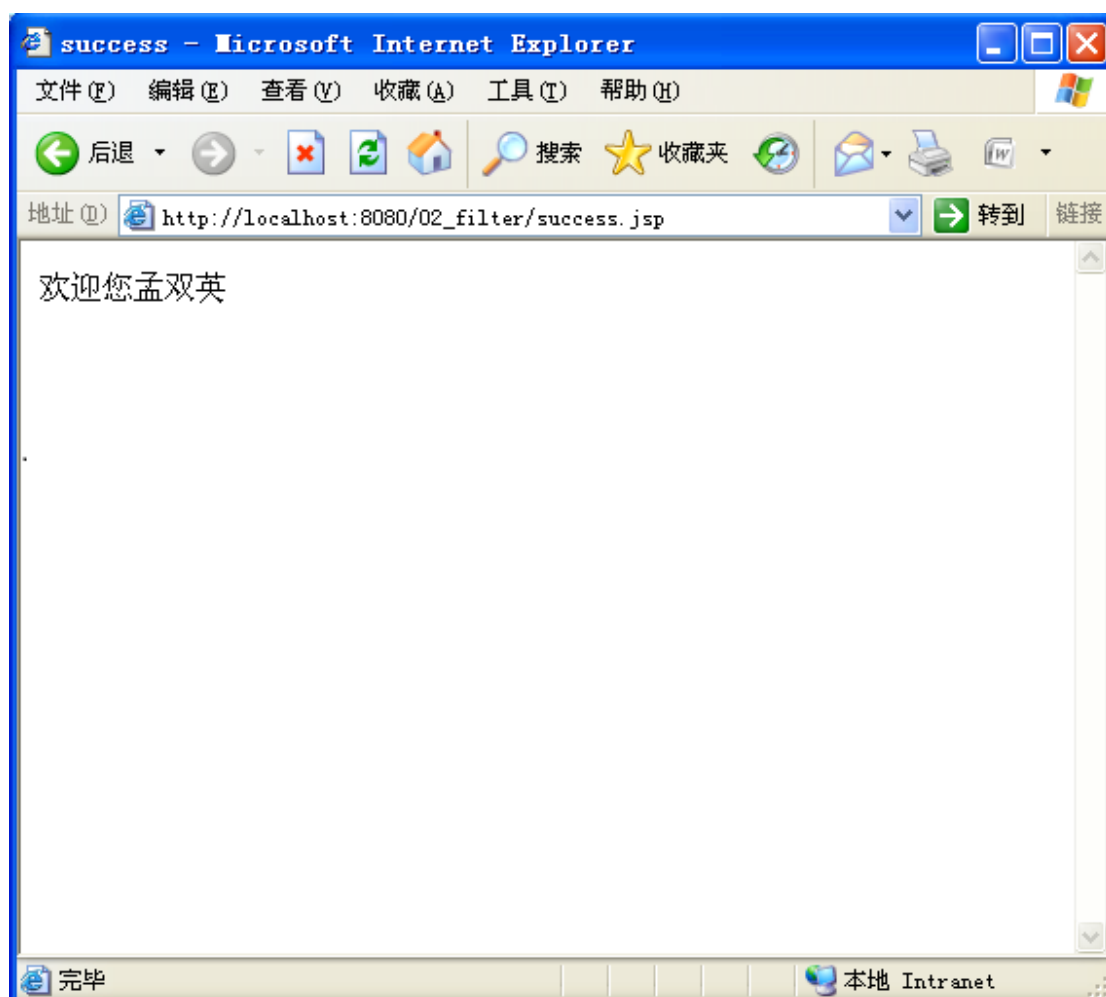 success - Microsoft Internet Explorer
文件(F) 编辑(E) 查看(V) 收藏(A) 工具(T) 帮助(H)
后退 搜索 收藏夹
地址(D) http://localhost:8080/02_filter/success.jsp 转到 链接
欢迎您孟双英
完毕 本地 Intranet